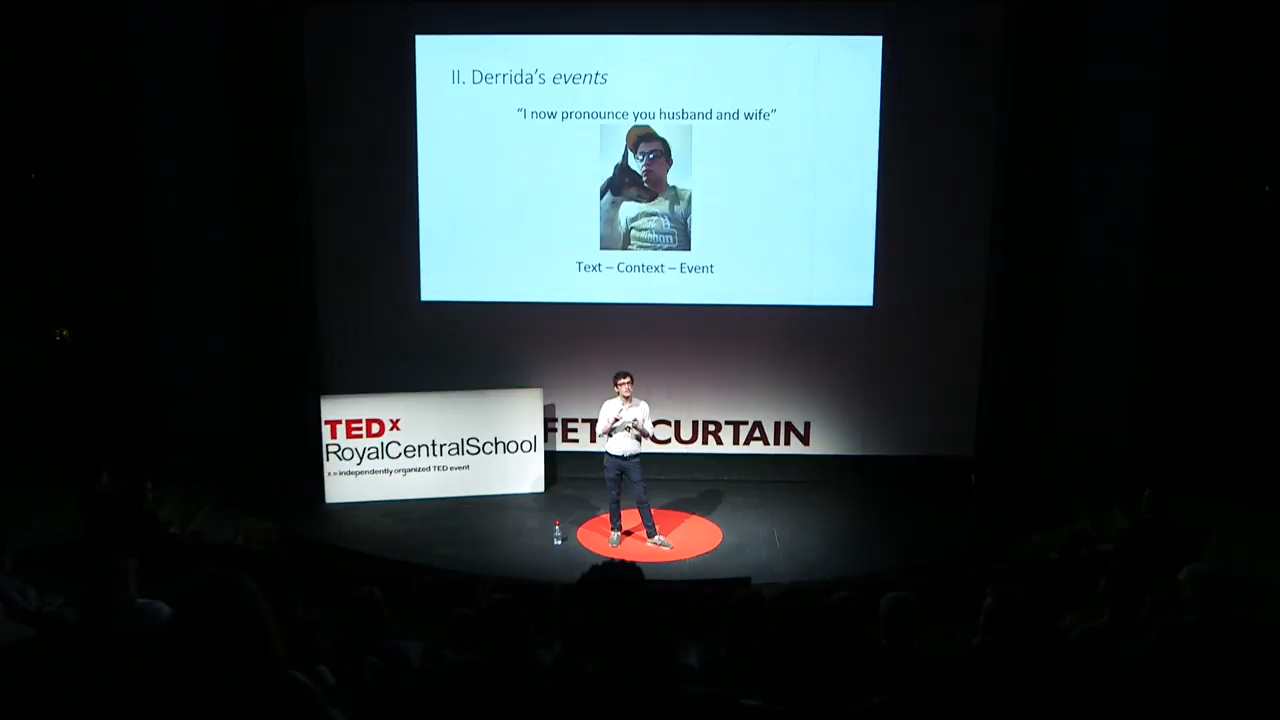 II. Derrida's events
"I now pronounce you husband and wife"
Text – Context – Event
TEDx
RoyalCentralSchool
x = independently organized TED event
CURTAIN